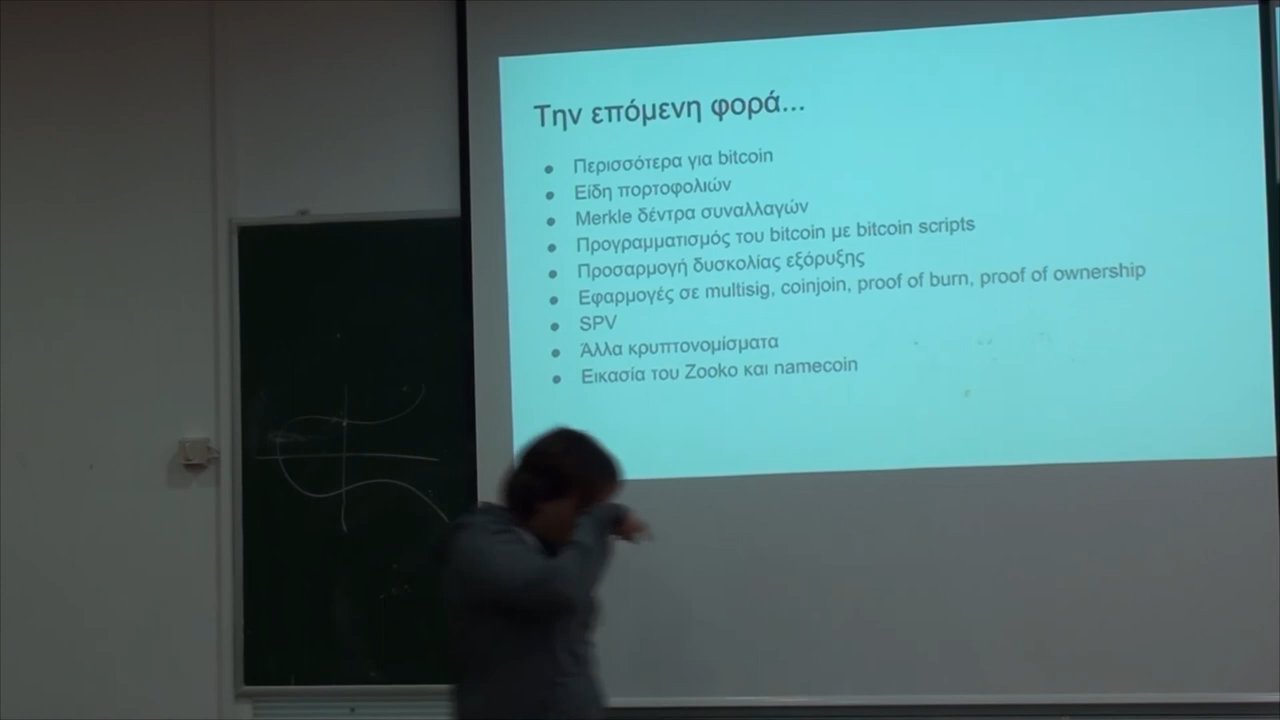 Την επόμενη φορά...
● Περισσότερα για bitcoin
● Είδη πορτοφολιών
● Merkle δέντρα συναλλαγών
● Προγραμματισμός του bitcoin με bitcoin scripts
● Προσαρμογή δυσκολίας εξόρυξης
● Εφαρμογές σε multisig, coinjoin, proof of burn, proof of ownership
● SPV
● Άλλα κρυπτονομίσματα
● Εικασία του Zooko και namecoin